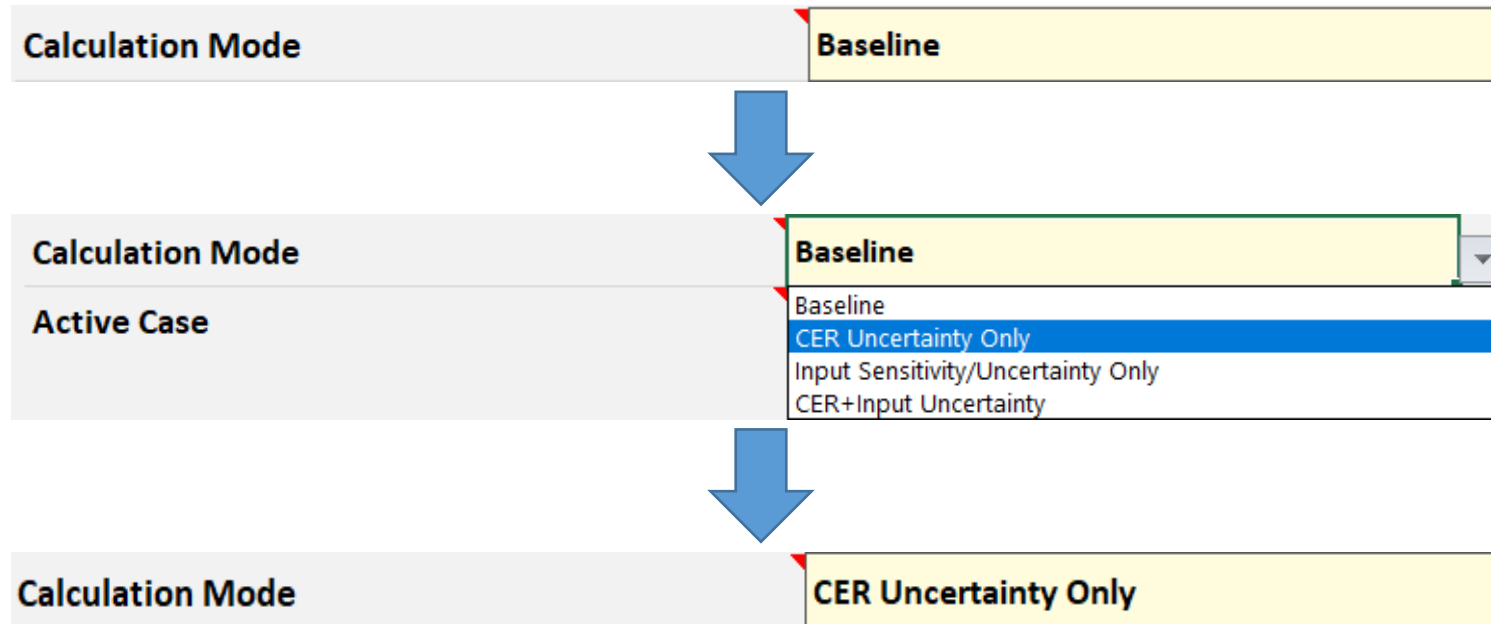 Calculation Mode
Baseline
Calculation Mode
Baseline
Active Case
Baseline
CER Uncertainty Only
Input Sensitivity/Uncertainty Only
CER+Input Uncertainty
Calculation Mode
CER Uncertainty Only